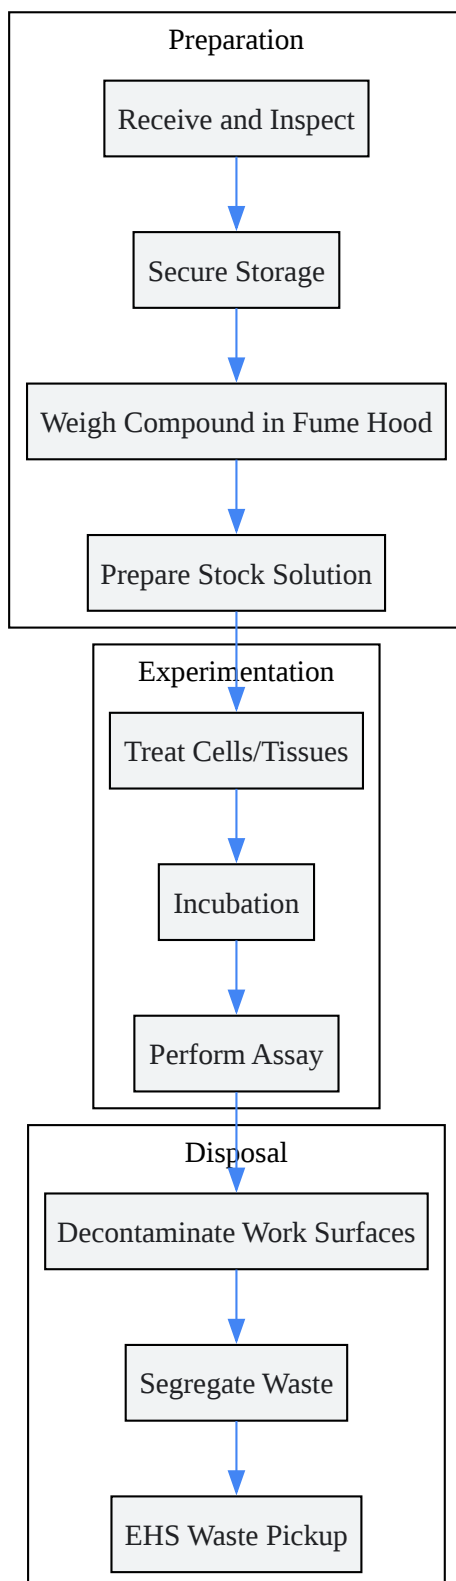 Preparation
Receive and Inspect
Secure Storage
Weigh Compound in Fume Hood
Prepare Stock Solution
Experimentation
Treat Cells/Tissues
Incubation
Perform Assay
Disposal
Decontaminate Work Surfaces
Segregate Waste
EHS Waste Pickup